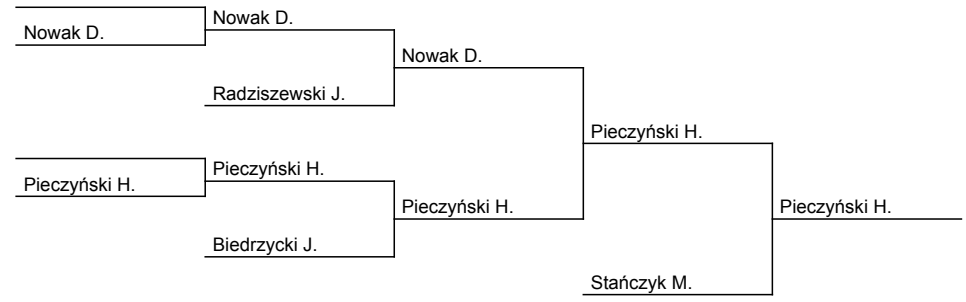 Nowak D.
Nowak D.
Nowak D.
Radziszewski J.
Pieczyński H.
Pieczyński H.
Pieczyński H.
Pieczyński H.
Pieczyński H.
Biedrzycki J.
Stańczyk M.